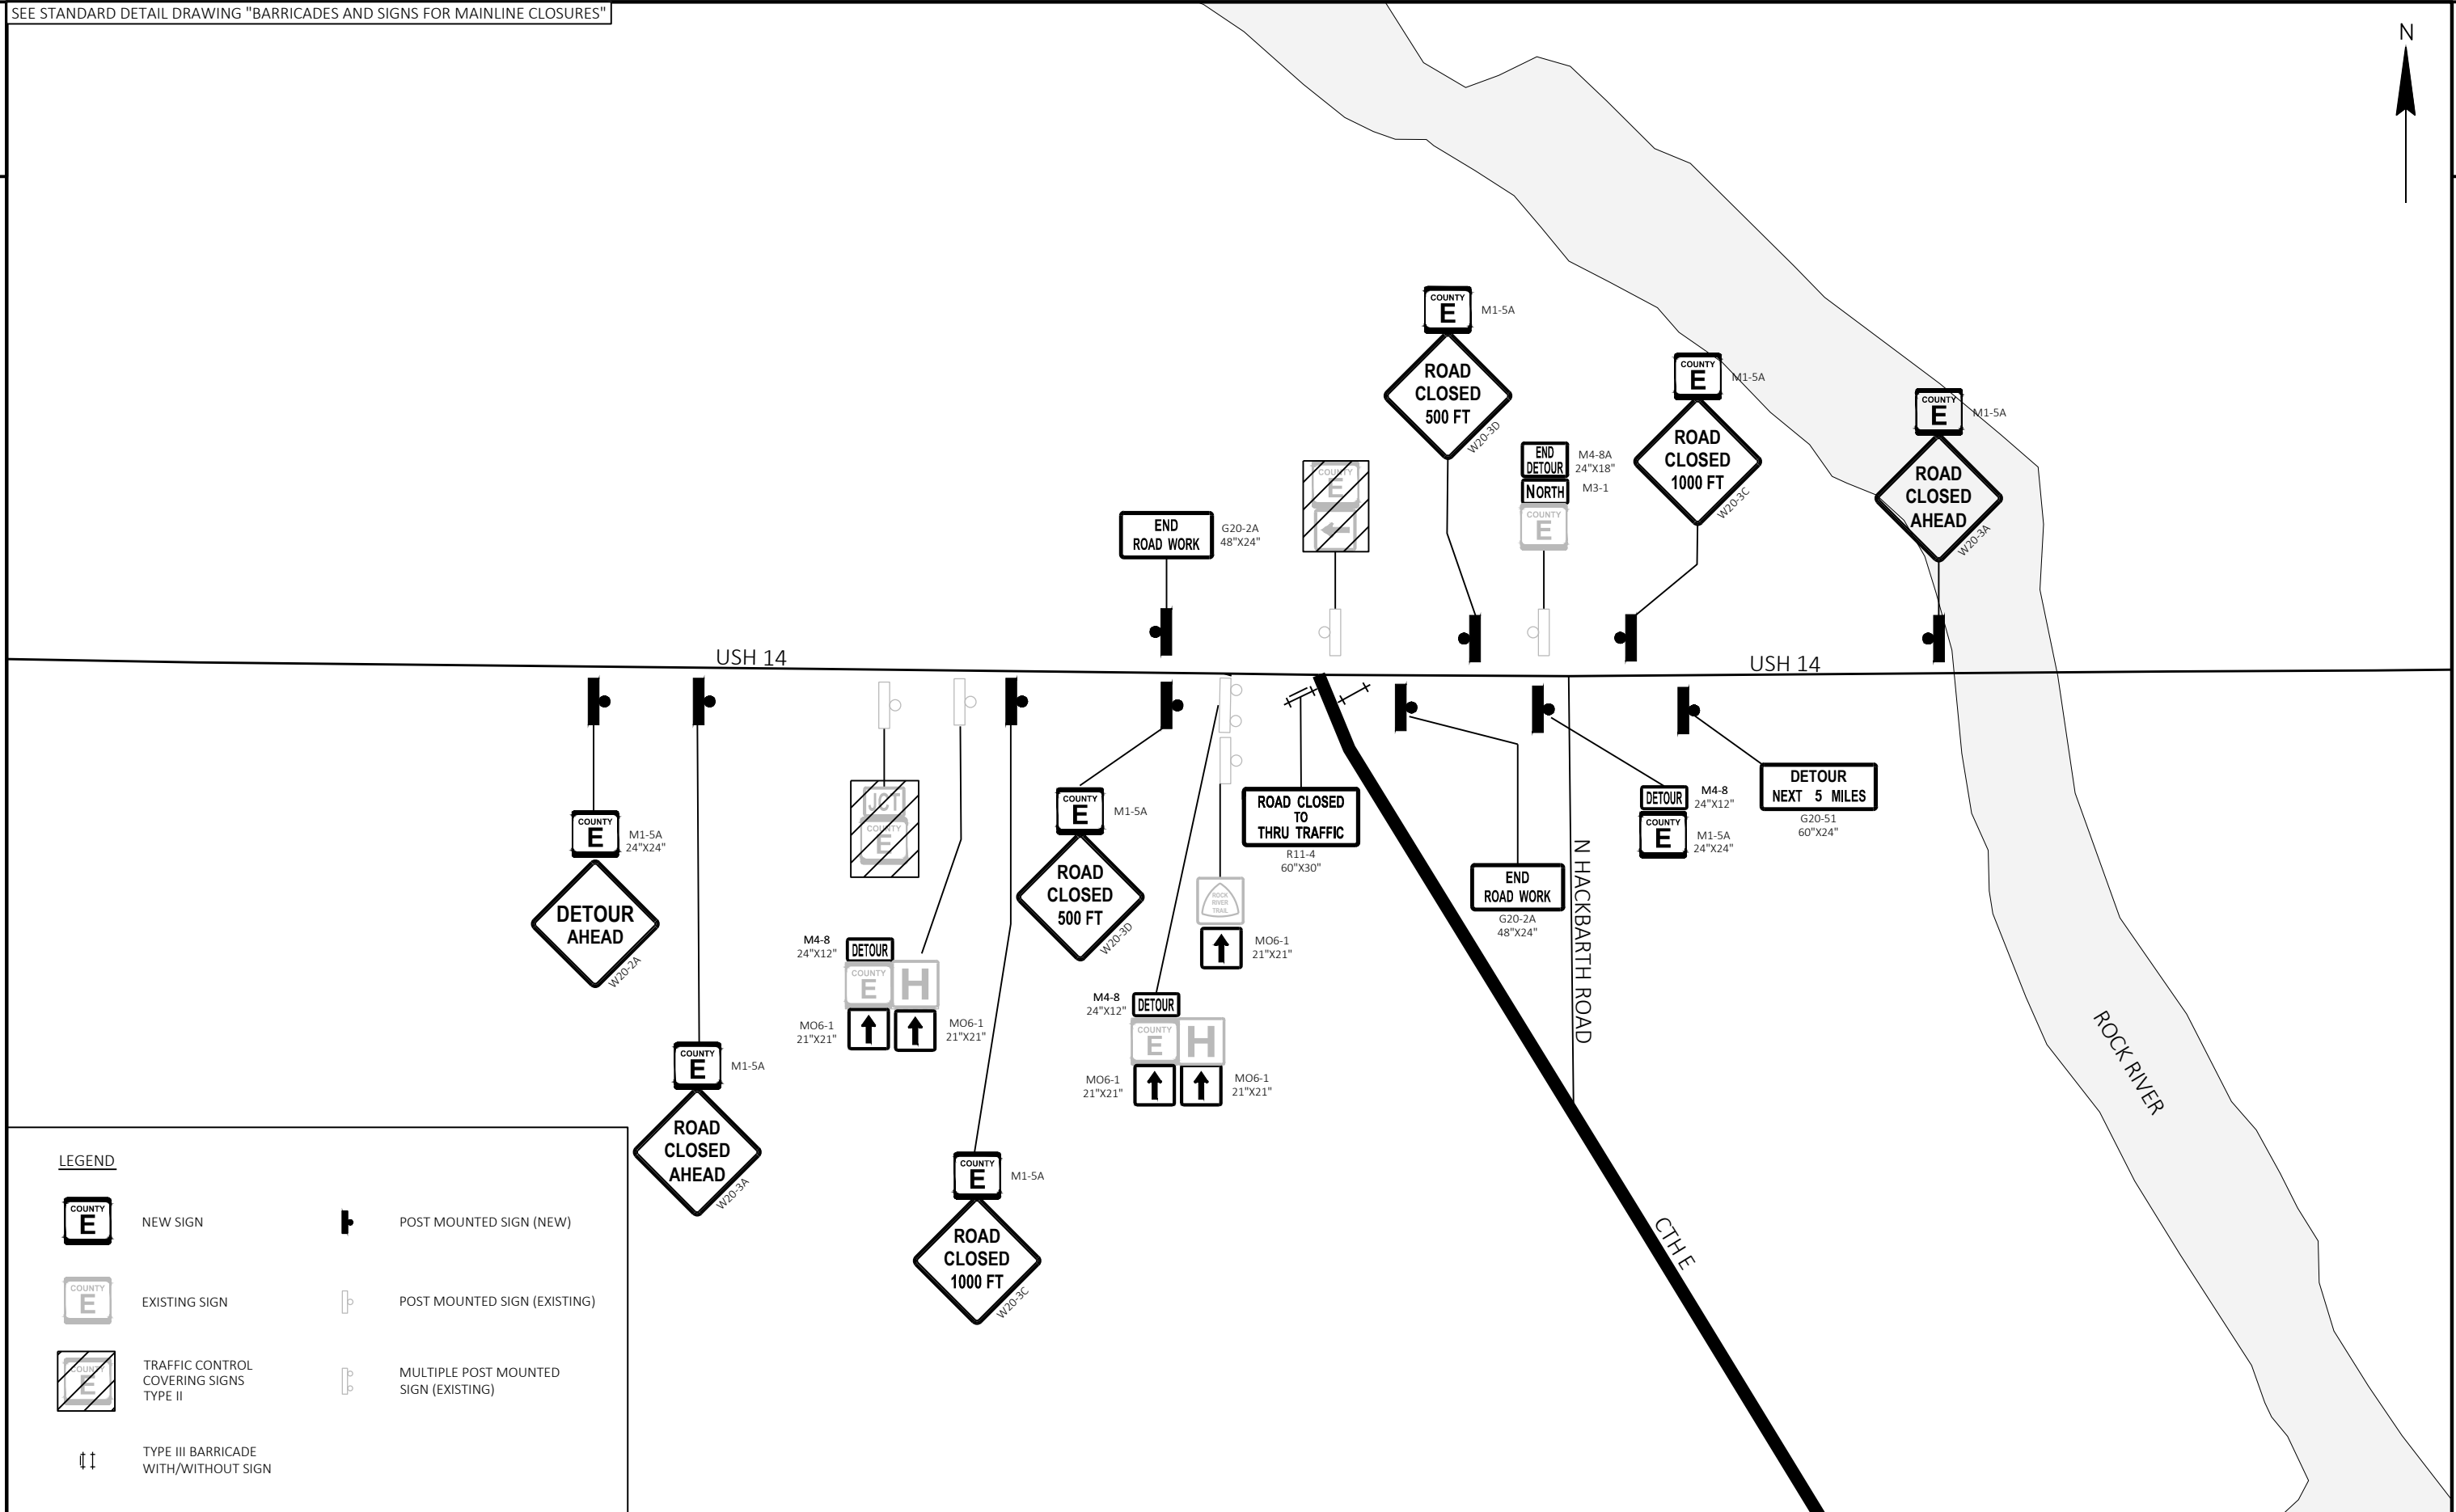 SEE STANDARD DETAIL DRAWING "BARRICADES AND SIGNS FOR MAINLINE CLOSURES"
N
COUNTY
E
M1-5A
ROAD
CLOSED
500 FT
W20-3D
COUNTY
E
M1-5A
ROAD
CLOSED
1000 FT
W20-3C
COUNTY
E
M1-5A
ROAD
CLOSED
AHEAD
W20-3A
END
DETOUR
M4-8A
24"X18"
NORTH
M3-1
COUNTY
E
COUNTY
E
END
ROAD WORK
G20-2A
48"X24"
USH 14
USH 14
COUNTY
E
M1-5A
24"X24"
DETOUR
AHEAD
W20-2A
JCT
COUNTY
E
COUNTY
E
M1-5A
ROAD
CLOSED
500 FT
W20-3D
ROAD CLOSED
TO
THRU TRAFFIC
R11-4
60"X30"
DETOUR
M4-8
24"X12"
COUNTY
E
M1-5A
24"X24"
DETOUR
NEXT 5 MILES
G20-51
60"X24"
END
ROAD WORK
G20-2A
48"X24"
N HACKBARTH ROAD
ROCK
RIVER
TRAIL
MO6-1
21"X21"
M4-8
24"X12"
DETOUR
COUNTY
E
H
MO6-1
21"X21"
MO6-1
21"X21"
M4-8
24"X12"
DETOUR
COUNTY
E
H
MO6-1
21"X21"
MO6-1
21"X21"
COUNTY
E
M1-5A
ROAD
CLOSED
AHEAD
W20-3A
COUNTY
E
M1-5A
ROAD
CLOSED
1000 FT
W20-3C
CTH E
ROCK RIVER
LEGEND
COUNTY
E
NEW SIGN
POST MOUNTED SIGN (NEW)
COUNTY
E
EXISTING SIGN
POST MOUNTED SIGN (EXISTING)
COUNTY
E
TRAFFIC CONTROL
COVERING SIGNS
TYPE II
MULTIPLE POST MOUNTED
SIGN (EXISTING)
TYPE III BARRICADE
WITH/WITHOUT SIGN